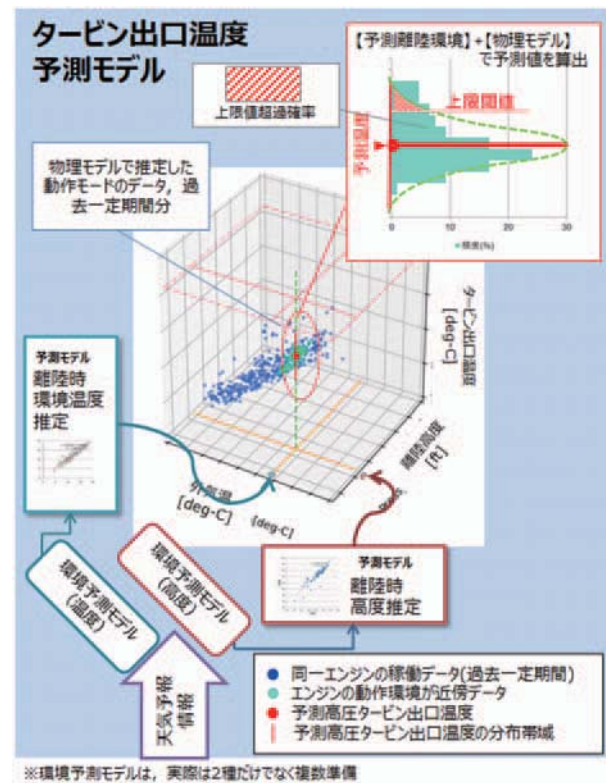 タービン出口温度
予測モデル
上限値超過確率
【予測離陸環境】+【物理モデル】
で予測値を算出
上限閾値
予測温度
0
10
20
30
頻度(%)
物理モデルで推定した
動作モードのデータ，過
去一定期間分
タービン出口温度
[deg-C]
離陸高度
[ft]
外気温
[deg-C]
[deg-C]
予測モデル
離陸時
環境温度
推定
予測モデル
離陸時
高度推定
環境予測モデル
(温度)
環境予測モデル
(高度)
天気予報
情報
同一エンジンの稼働データ(過去一定期間)
エンジンの動作環境が近傍データ
予測高圧タービン出口温度
予測高圧タービン出口温度の分布帯域
※環境予測モデルは，実際は2種だけでなく複数準備